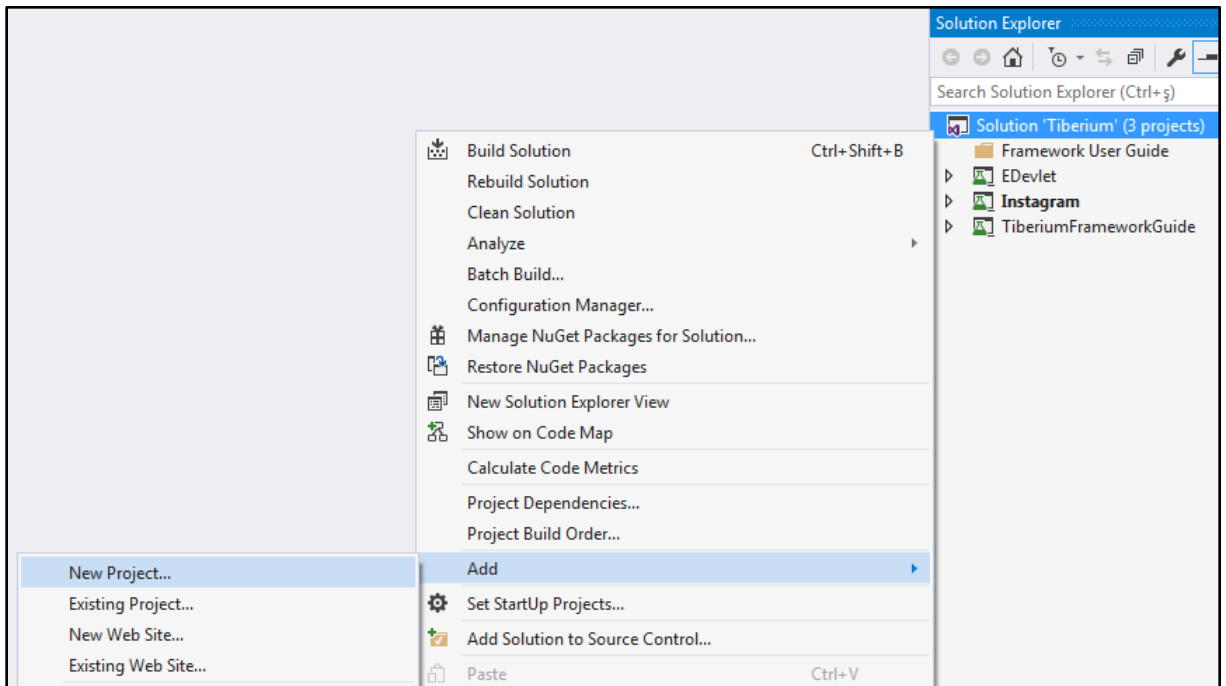 Solution Explorer
Search Solution Explorer (Ctrl+ş)
Solution 'Tiberium' (3 projects)
Framework User Guide
EDevlet
Instagram
TiberiumFrameworkGuide
Build Solution Ctrl+Shift+B
Rebuild Solution
Clean Solution
Analyze
Batch Build...
Configuration Manager...
Manage NuGet Packages for Solution...
Restore NuGet Packages
New Solution Explorer View
Show on Code Map
Calculate Code Metrics
Project Dependencies...
Project Build Order...
Add
Set StartUp Projects...
Add Solution to Source Control...
Paste Ctrl+V
New Project...
Existing Project...
New Web Site...
Existing Web Site...